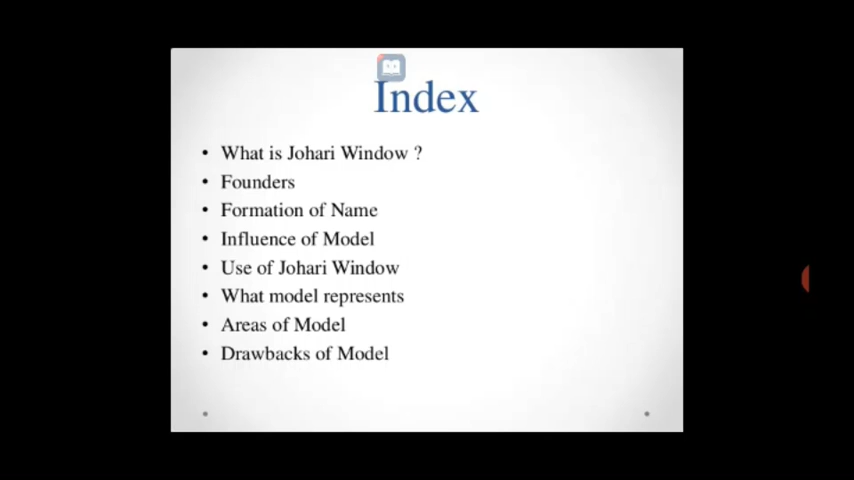 Index
• What is Johari Window ?
• Founders
• Formation of Name
• Influence of Model
• Use of Johari Window
• What model represents
• Areas of Model
• Drawbacks of Model